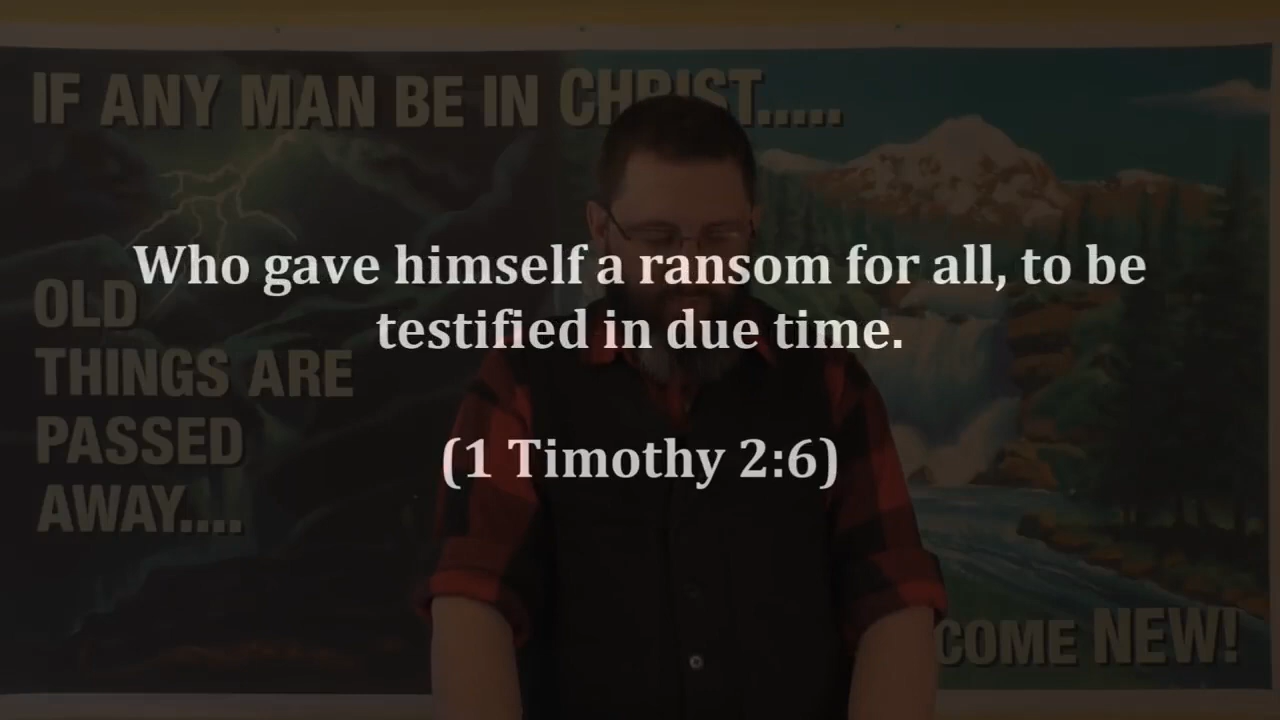 IF ANY MAN BE IN CHRIST.....
Who gave himself a ransom for all, to be
testified in due time.
(1 Timothy 2:6)
OLD
THINGS ARE
PASSED
AWAY....
COME NEW!